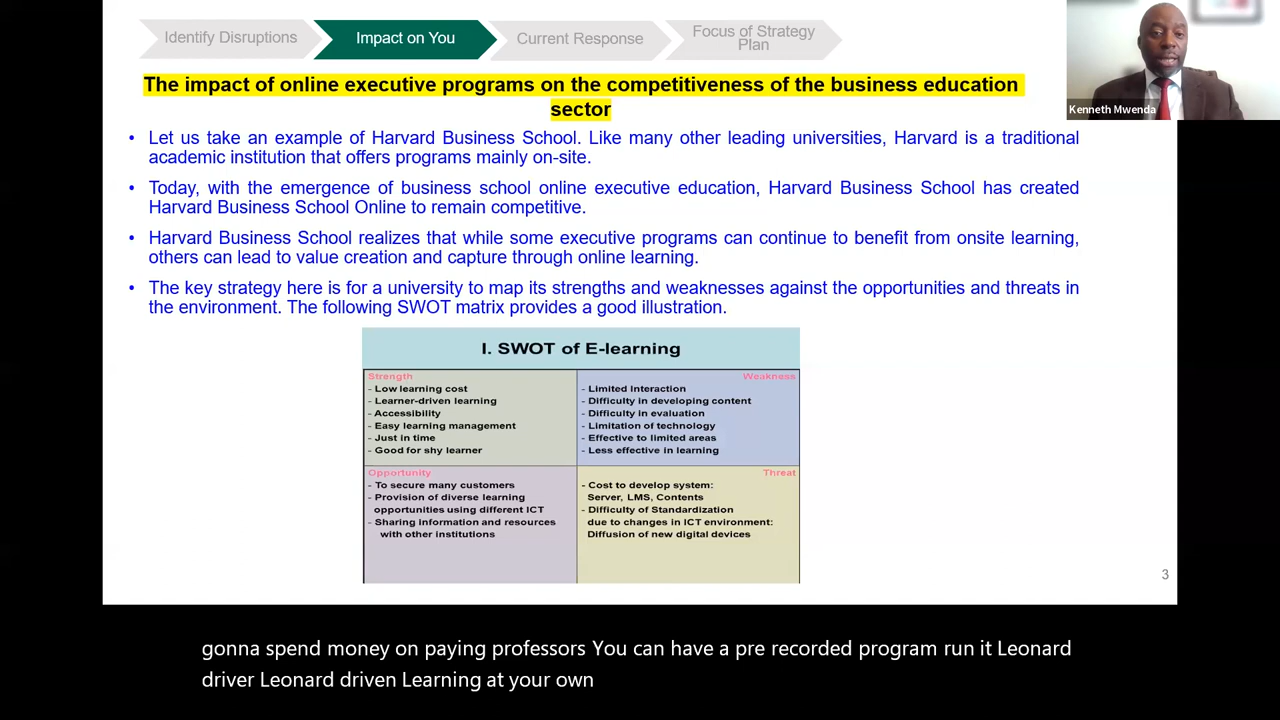 Identify Disruptions
Impact on You
Current Response
Focus of Strategy
Plan
Kenneth Mwenda
The impact of online executive programs on the competitiveness of the business education
sector
• Let us take an example of Harvard Business School. Like many other leading universities, Harvard is a traditional
academic institution that offers programs mainly on-site.
• Today, with the emergence of business school online executive education, Harvard Business School has created
Harvard Business School Online to remain competitive.
• Harvard Business School realizes that while some executive programs can continue to benefit from onsite learning,
others can lead to value creation and capture through online learning.
• The key strategy here is for a university to map its strengths and weaknesses against the opportunities and threats in
the environment. The following SWOT matrix provides a good illustration.
I. SWOT of E-learning
Strength
- Low learning cost
- Learner-driven learning
- Accessibility
- Easy learning management
- Just in time
- Good for shy learner
Weakness
- Limited Interaction
- Difficulty in developing content
- Difficulty in evaluation
- Limitation of technology
- Effective to limited areas
- Less effective in learning
Opportunity
- To secure many customers
- Provision of diverse learning
opportunities using different ICT
- Sharing information and resources
with other institutions
Threat
- Cost to develop system:
Server, LMS, Contents
- Difficulty of Standardization
due to changes in ICT environment:
Diffusion of new digital devices
3
gonna spend money on paying professors You can have a pre recorded program run it Leonard
driver Leonard driven Learning at your own